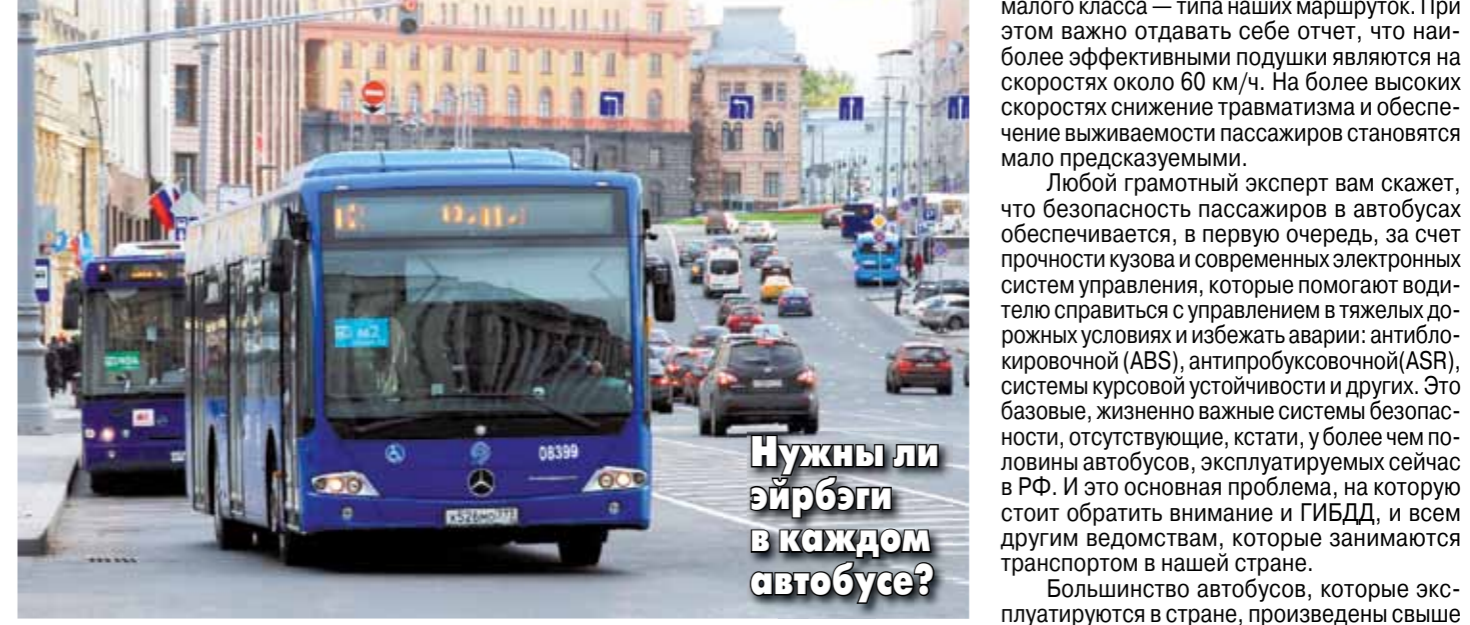 08399
Нужны ли
эйрбэги
в каждом
автобусе?
малого класса — типа наших маршруток. При
этом важно отдавать себе отчет, что наи-
более эффективными подушки являются на
скоростях около 60 км/ч. На более высоких
скоростях снижение травматизма и обеспе-
чение выживаемости пассажиров становятся
мало предсказуемыми.
Любой грамотный эксперт вам скажет,
что безопасность пассажиров в автобусах
обеспечивается, в первую очередь, за счет
прочности кузова и современных электронных
систем управления, которые помогают води-
телю справиться с управлением в тяжелых до-
рожных условиях и избежать аварии: антибло-
кировочной (ABS), антипробуксовочной(ASR),
системы курсовой устойчивости и других. Это
базовые, жизненно важные системы безопас-
ности, отсутствующие, кстати, у более чем по-
ловины автобусов, эксплуатируемых сейчас
в РФ. И это основная проблема, на которую
стоит обратить внимание и ГИБДД, и всем
другим ведомствам, которые занимаются
транспортом в нашей стране.
Большинство автобусов, которые экс-
плуатируются в стране, произведены свыше